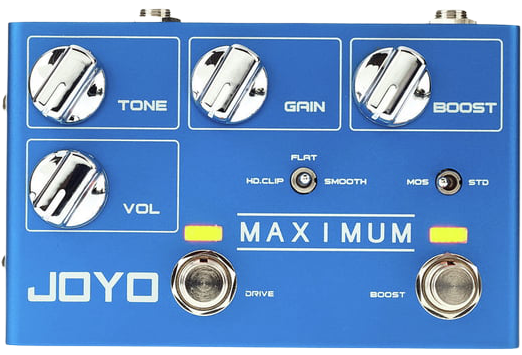 TONE
GAIN
BOOST
VOL
FLAT
HD.CLIP
SMOOTH
MOS
STD
MAXIMUM
JOYO
DRIVE
BOOST